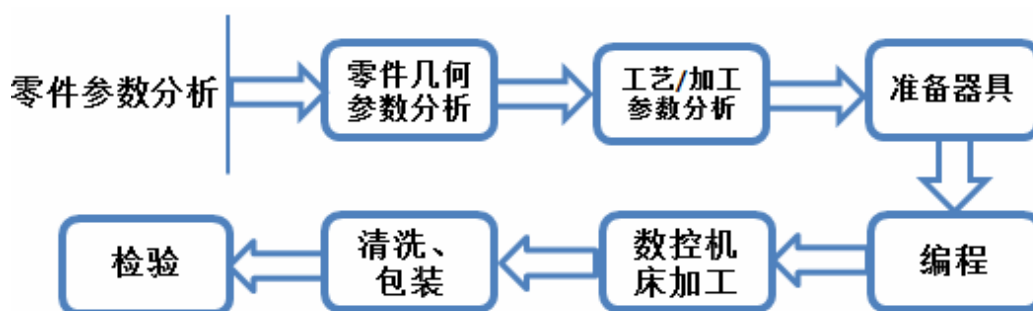 零件参数分析
零件几何
参数分析
工艺/加工
参数分析
准备器具
编程
数控机
床加工
清洗、
包装
检验